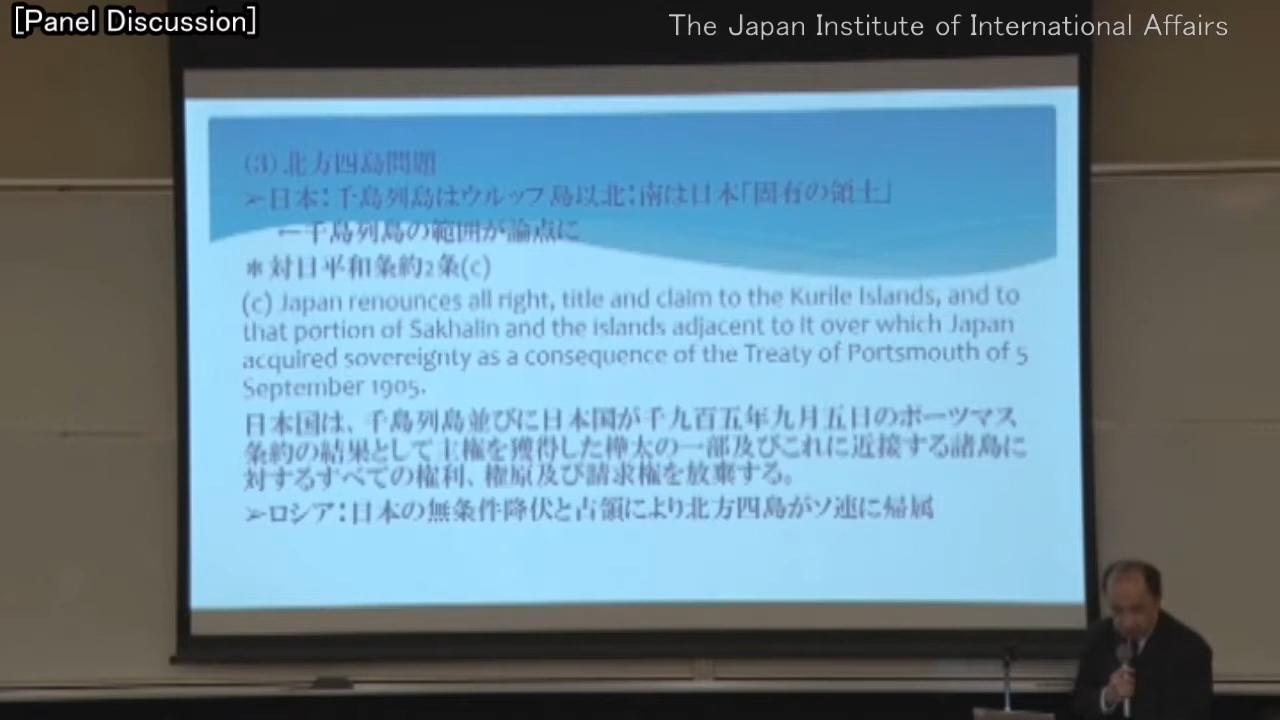 [Panel Discussion]
The Japan Institute of International Affairs
(3) 北方四島問題
➢日本：千島列島はウルップ島以北；南は日本「固有の領土」
←千島列島の範囲が論点に
＊対日平和条約2条(c)
(c) Japan renounces all right, title and claim to the Kurile Islands, and to
that portion of Sakhalin and the islands adjacent to it over which Japan
acquired sovereignty as a consequence of the Treaty of Portsmouth of 5
September 1905.
日本国は、千島列島並びに日本国が千九百五年九月五日のポーツマス
条約の結果として主権を獲得した樺太の一部及びこれに近接する諸島に
対するすべての権利、権原及び請求権を放棄する。
➢ロシア：日本の無条件降伏と占領により北方四島がソ連に帰属